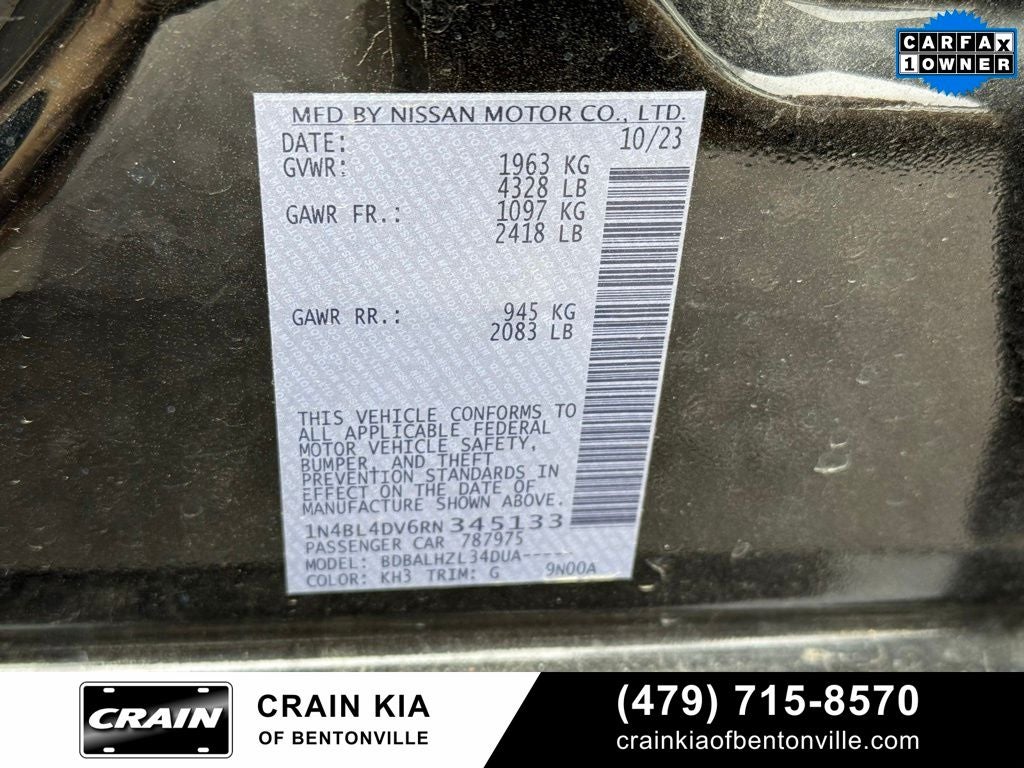 CARFAX
1 OWNER
MFD BY NISSAN MOTOR CO., LTD.
DATE: 10/23
GVWR: 1963 KG
4328 LB
GAWR FR.: 1097 KG
2418 LB
GAWR RR.: 945 KG
2083 LB
THIS VEHICLE CONFORMS TO
ALL APPLICABLE FEDERAL
MOTOR VEHICLE SAFETY,
BUMPER, AND THEFT
PREVENTION STANDARDS IN
EFFECT ON THE DATE OF
MANUFACTURE SHOWN ABOVE.
1N4BL4DV6RN345133
PASSENGER CAR 787975
MODEL: BDBALHZL34DUA-----
COLOR: KH3 TRIM: G 9N00A
CRAIN
CRAIN KIA
OF BENTONVILLE
(479) 715-8570
crainkiaofbentonville.com